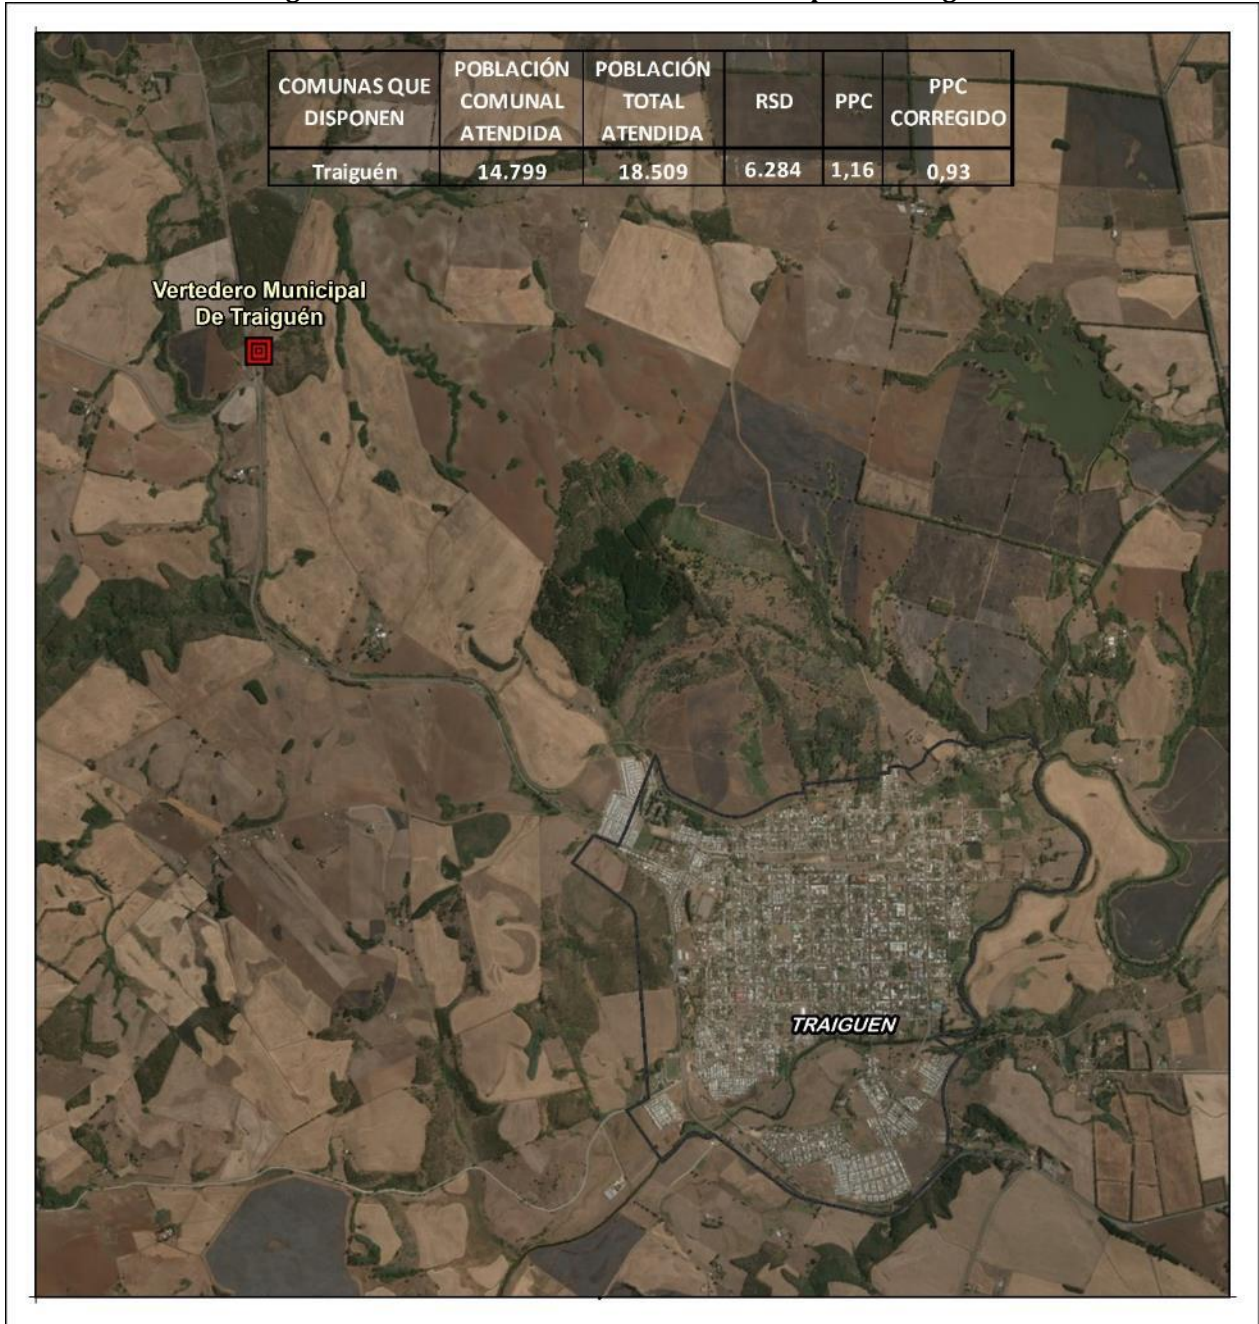 COMUNAS QUE DISPONEN
POBLACIÓN COMUNAL ATENDIDA
POBLACIÓN TOTAL ATENDIDA
RSD
PPC
PPC CORREGIDO
Traiguén
14.799
18.509
6.284
1,16
0,93
Vertedero Municipal
De Traiguén
TRAIGUEN